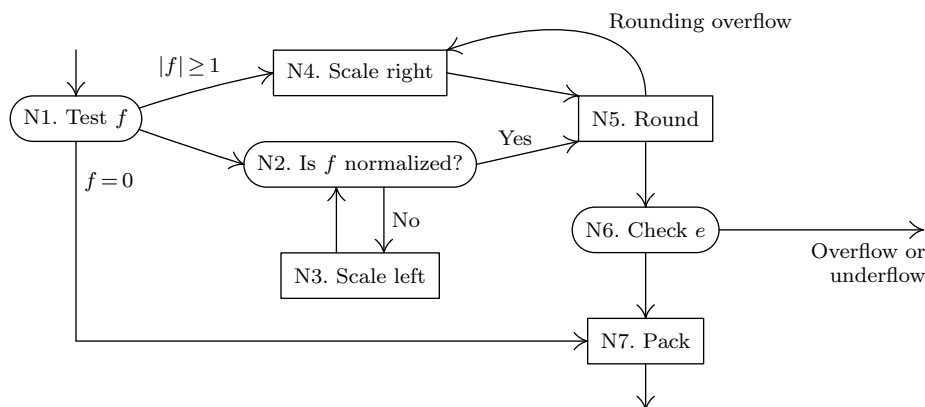 Rounding overflow
|f| ≥ 1
N4. Scale right
N1. Test f
N5. Round
Yes
N2. Is f normalized?
f = 0
No
N6. Check e
Overflow or
underflow
N3. Scale left
N7. Pack